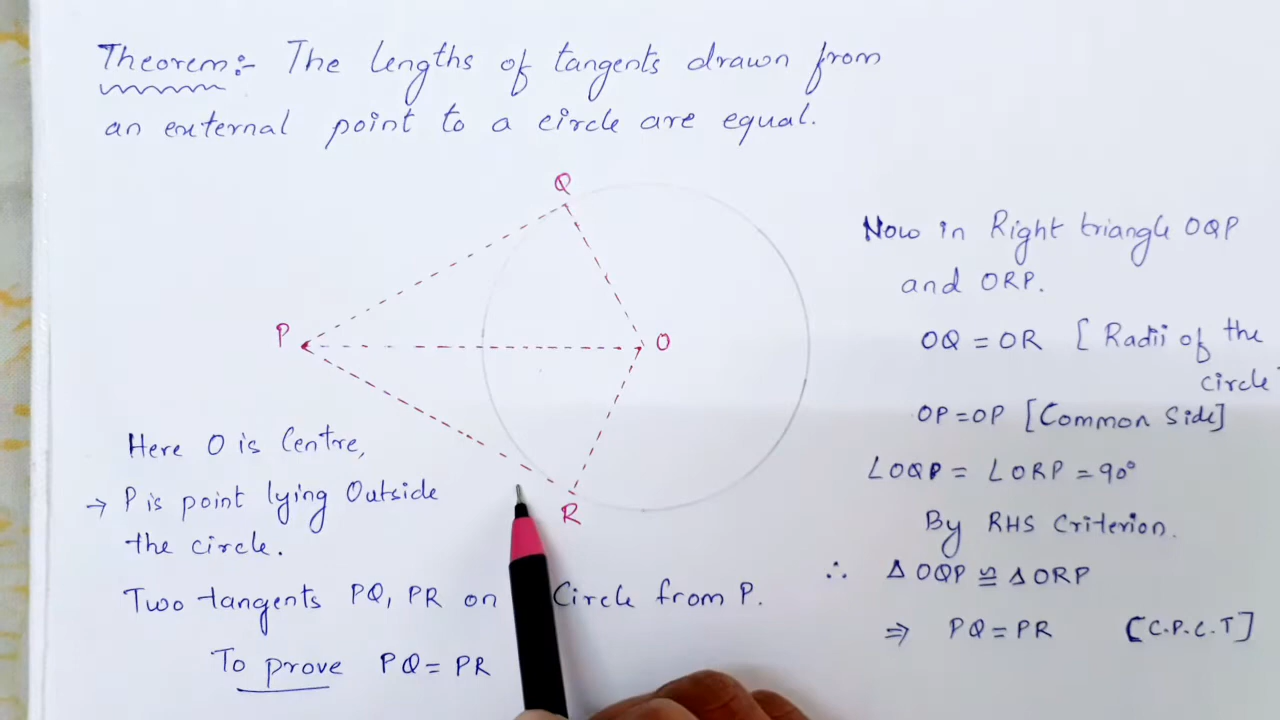 Theorem:- The lengths of tangents drawn from
an external point to a circle are equal.
Q
P
O
R
Here O is Centre,
→ P is point lying Outside
the circle.
Two tangents PQ, PR on Circle from P.
To prove PQ = PR
Now in Right triangle OQP
and ORP.
OQ = OR [Radii of the
circle
OP = OP [Common Side]
∠OQP = ∠ORP = 90°
By RHS Criterion.
∴ Δ OQP ≌ Δ ORP
⇒ PQ = PR [C.P.C.T]